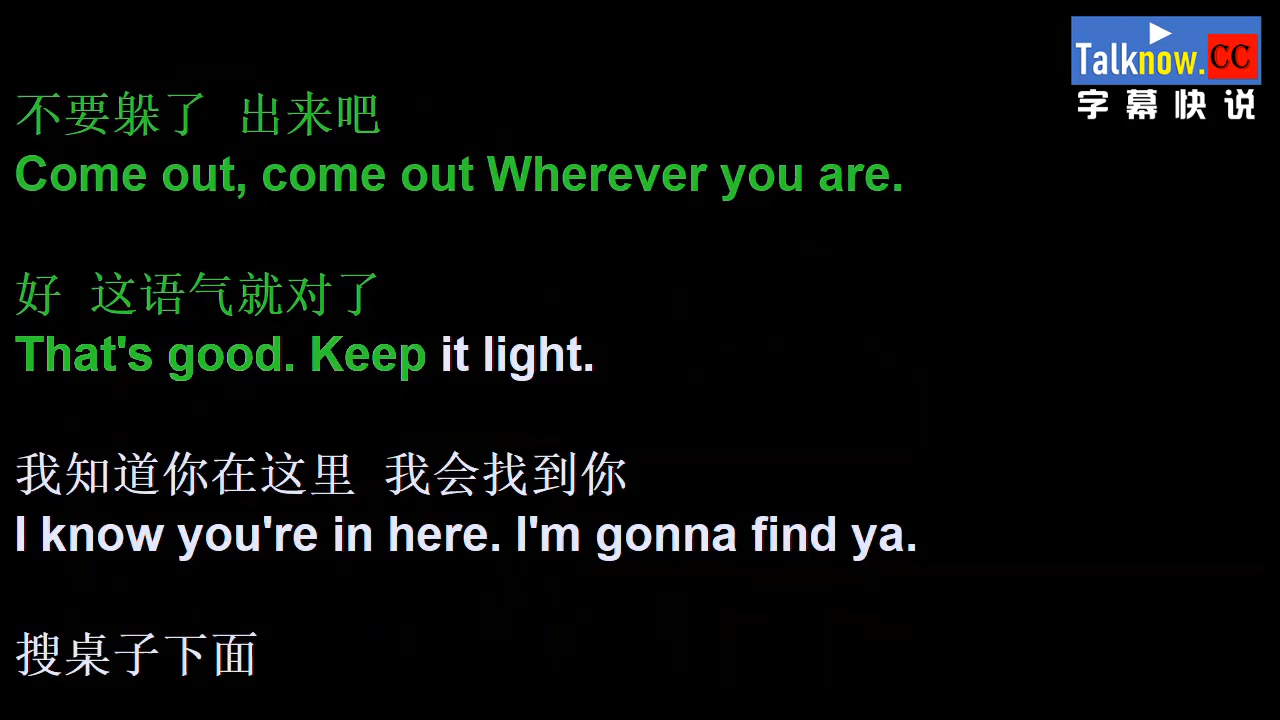 Talknow.CC
字幕快说
不要躲了 出来吧
Come out, come out Wherever you are.
好 这语气就对了
That's good. Keep it light.
我知道你在这里 我会找到你
I know you're in here. I'm gonna find ya.
搜桌子下面